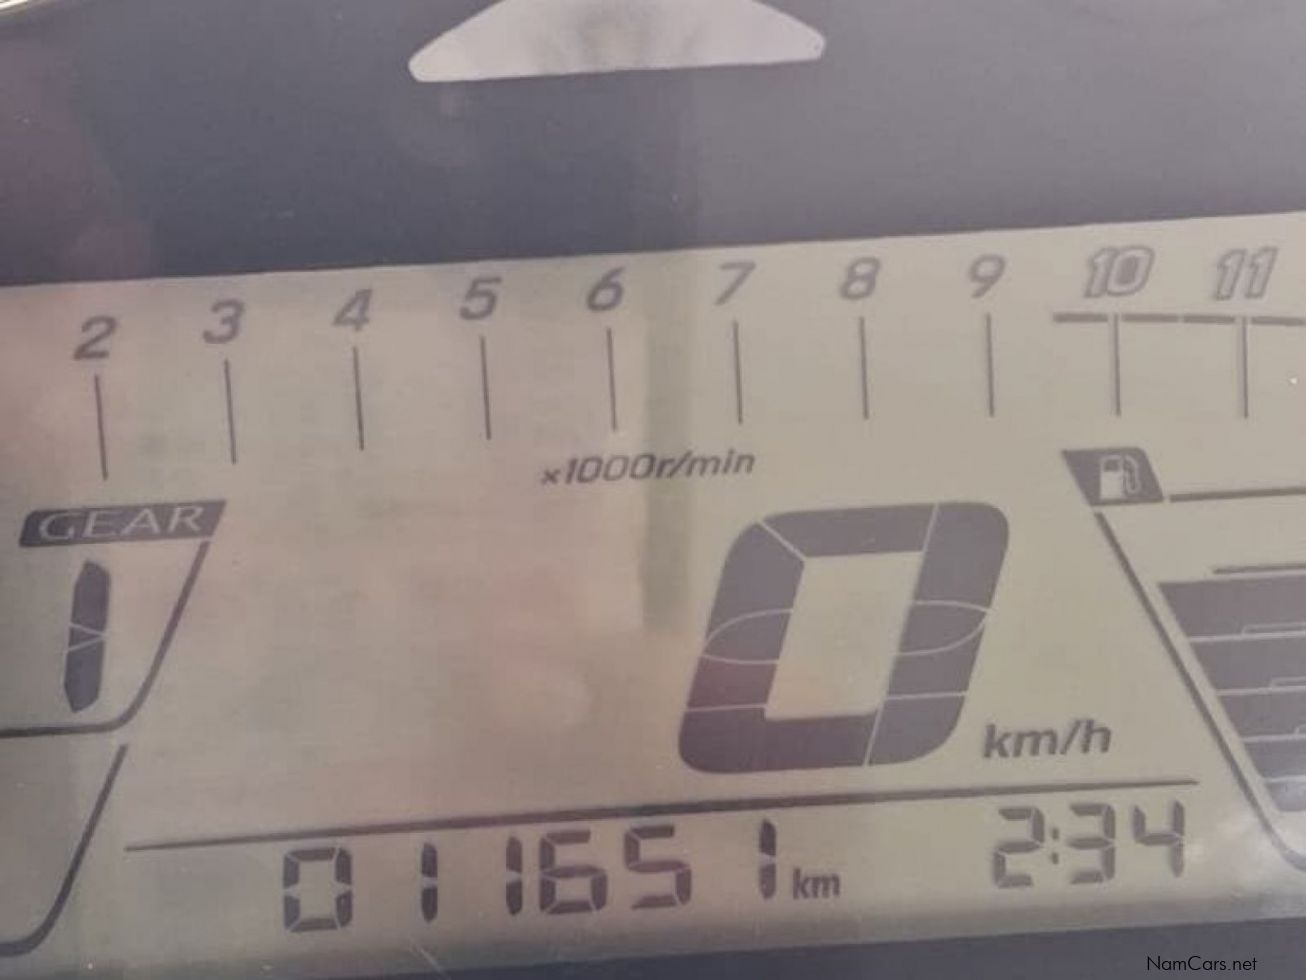 2 3 4 5 6 7 8 9 10 11
×1000r/min
GEAR
1
0 km/h
011651 km 2:34
NamCars.net